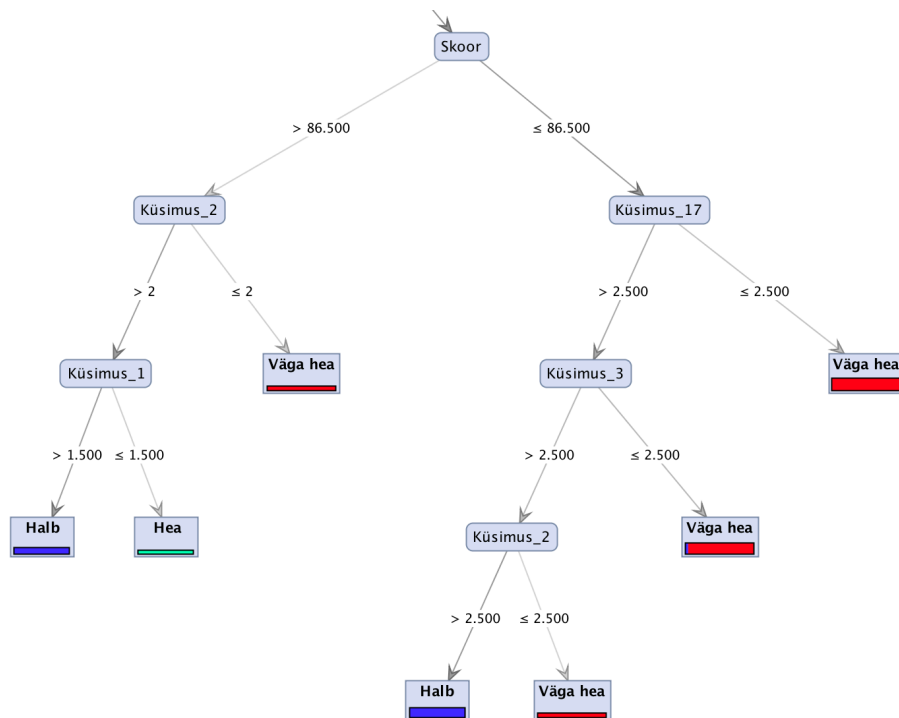 Skoor
> 86.500
≤ 86.500
Küsimus_2
Küsimus_17
> 2
≤ 2
> 2.500
≤ 2.500
Küsimus_1
Väga hea
Küsimus_3
Väga hea
> 1.500
≤ 1.500
> 2.500
≤ 2.500
Halb
Hea
Küsimus_2
Väga hea
> 2.500
≤ 2.500
Halb
Väga hea